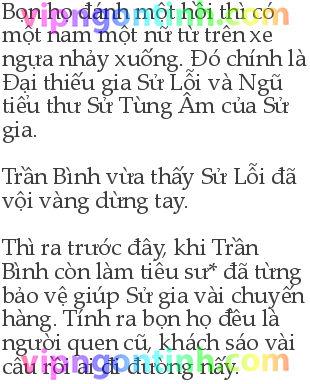 Bọn họ đánh một hồi thì có
một nam một nữ từ trên xe
ngựa nhảy xuống. Đó chính là
Đại thiếu gia Sử Lỗi và Ngũ
tiểu thư Sử Tùng Âm của Sử
gia.
Trần Bình vừa thấy Sử Lỗi đã
vội vàng dừng tay.
Thì ra trước đây, khi Trần
Bình còn làm tiêu sư* đã từng
bảo vệ giúp Sử gia vài chuyến
hàng. Tính ra bọn họ đều là
người quen cũ, khách sáo vài
câu rồi ai đi đường nấy.
vipngontinh.com
vipngontinh.com